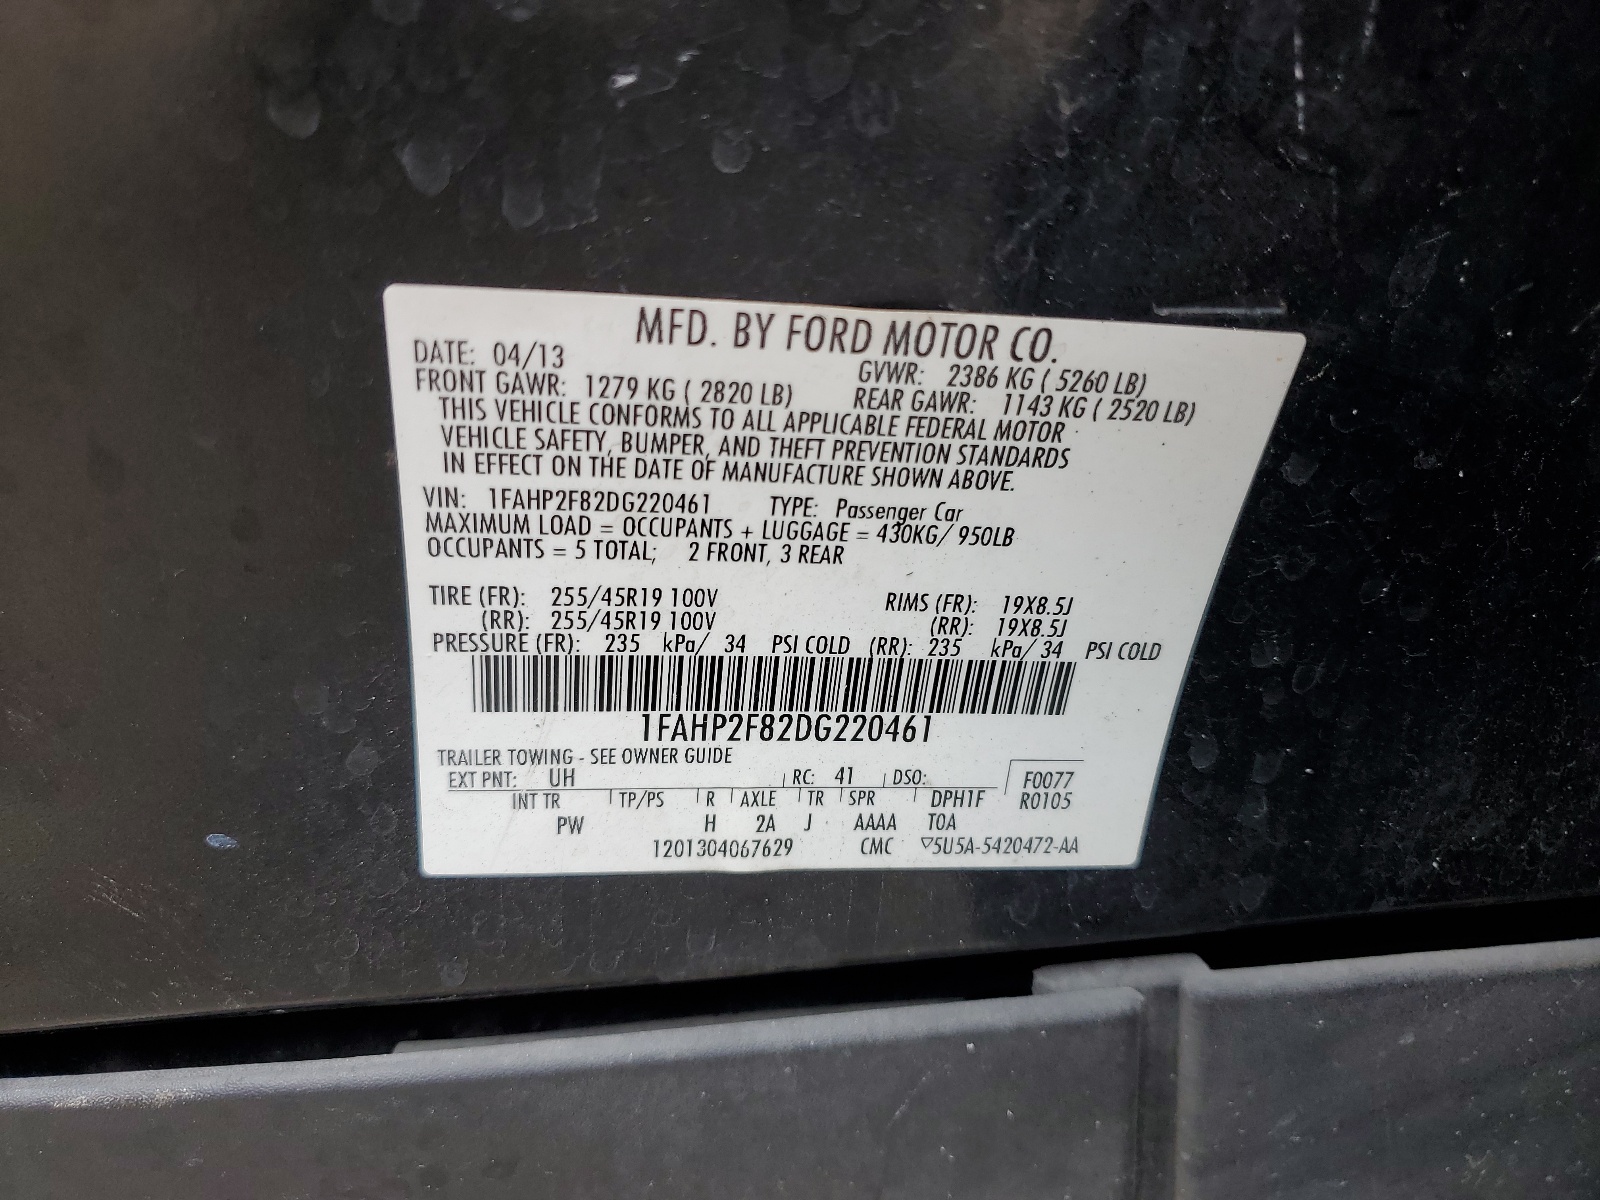 MFD. BY FORD MOTOR CO.
DATE: 04/13 GVWR: 2386 KG ( 5260 LB)
FRONT GAWR: 1279 KG ( 2820 LB) REAR GAWR: 1143 KG ( 2520 LB)
THIS VEHICLE CONFORMS TO ALL APPLICABLE FEDERAL MOTOR
VEHICLE SAFETY, BUMPER, AND THEFT PREVENTION STANDARDS
IN EFFECT ON THE DATE OF MANUFACTURE SHOWN ABOVE.
VIN: 1FAHP2F82DG220461 TYPE: Passenger Car
MAXIMUM LOAD = OCCUPANTS + LUGGAGE = 430KG/ 950LB
OCCUPANTS = 5 TOTAL; 2 FRONT, 3 REAR
TIRE (FR): 255/45R19 100V RIMS (FR): 19X8.5J
(RR): 255/45R19 100V (RR): 19X8.5J
PRESSURE (FR): 235 kPa/ 34 PSI COLD (RR): 235 kPa/ 34 PSI COLD
1FAHP2F82DG220461
TRAILER TOWING - SEE OWNER GUIDE
EXT PNT: UH RC: 41 DSO: F0077
INT TR TP/PS R AXLE TR SPR DPH1F R0105
PW H 2A J AAAA TOA
1201304067629 CMC ▽5U5A-5420472-AA